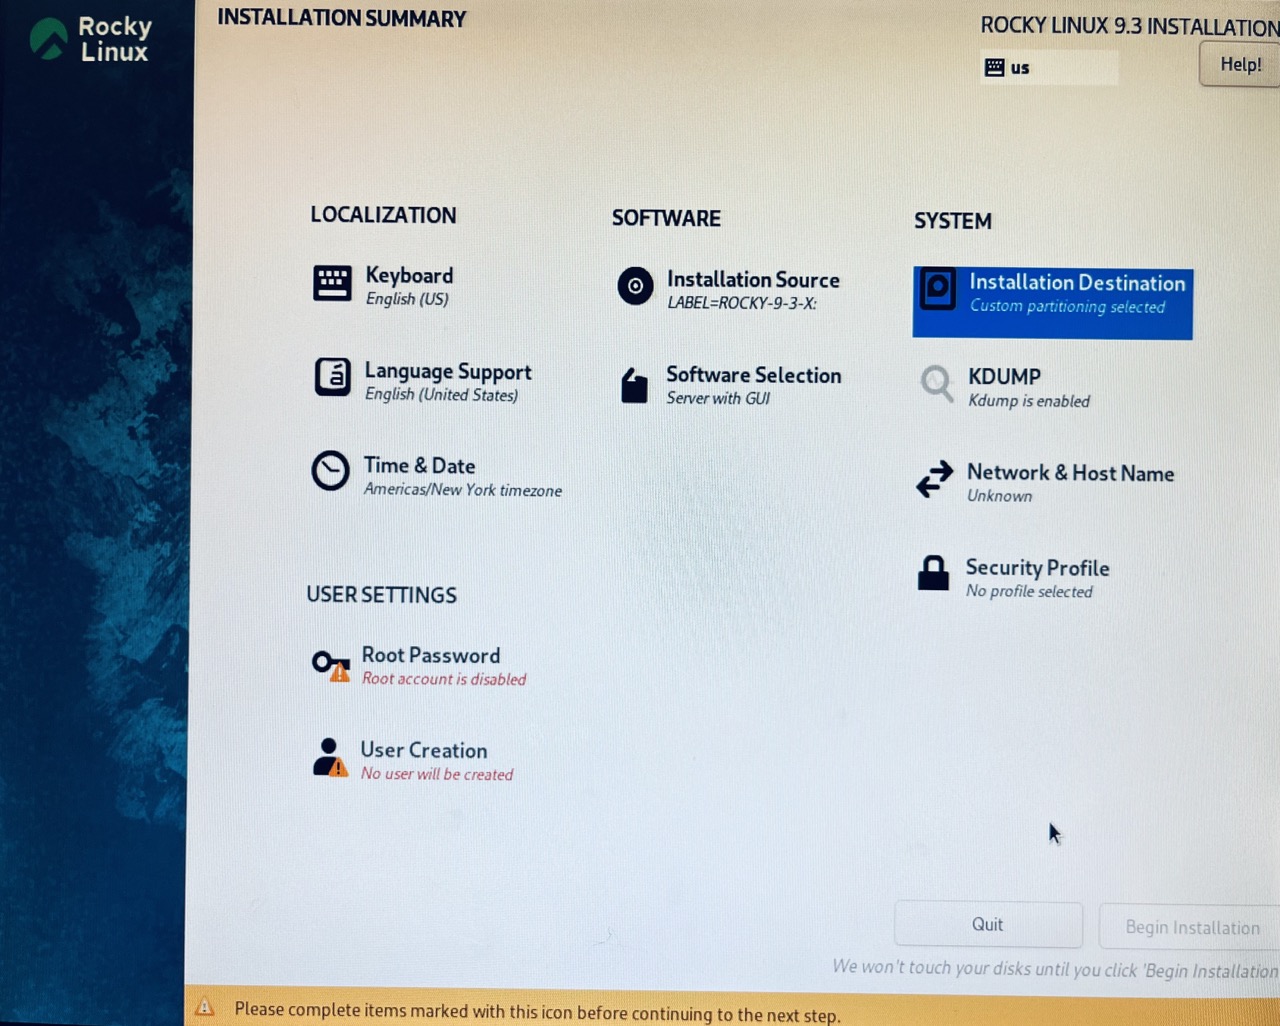 Rocky
Linux
INSTALLATION SUMMARY
ROCKY LINUX 9.3 INSTALLATION
us
Help!
LOCALIZATION
Keyboard
English (US)
Language Support
English (United States)
Time & Date
Americas/New York timezone
SOFTWARE
Installation Source
LABEL=ROCKY-9-3-X:
Software Selection
Server with GUI
SYSTEM
Installation Destination
Custom partitioning selected
KDUMP
Kdump is enabled
Network & Host Name
Unknown
Security Profile
No profile selected
USER SETTINGS
Root Password
Root account is disabled
User Creation
No user will be created
Quit
Begin Installation
We won't touch your disks until you click 'Begin Installation
Please complete items marked with this icon before continuing to the next step.